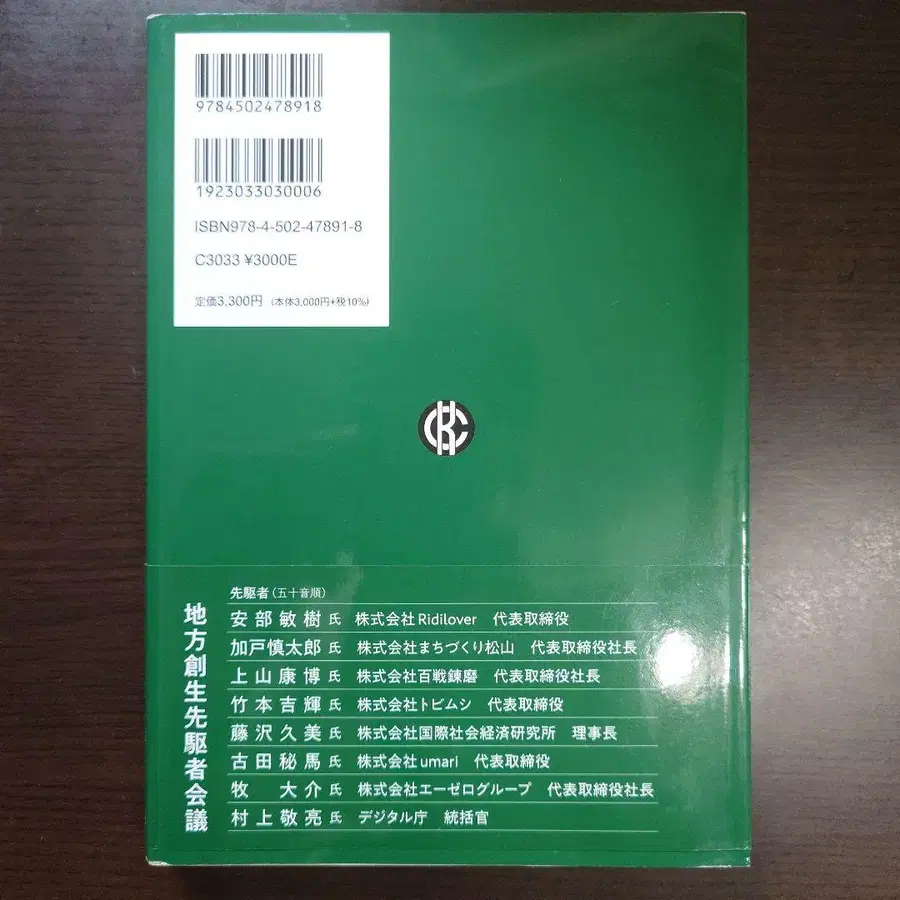 9784502478918
1923033030006
ISBN978-4-502-47891-8
C3033 ¥3000E
定価3,300円 (本体3,000円+税10%)
地方創生先駆者会議
先駆者(五十音順)
安部敏樹氏 株式会社Ridilover 代表取締役
加戸慎太郎氏 株式会社まちづくり松山 代表取締役社長
上山康博氏 株式会社百戦錬磨 代表取締役社長
竹本吉輝氏 株式会社トビムシ 代表取締役
藤沢久美氏 株式会社国際社会経済研究所 理事長
古田秘馬氏 株式会社umari 代表取締役
牧 大介氏 株式会社エーゼログループ 代表取締役社長
村上敬亮氏 デジタル庁 統括官